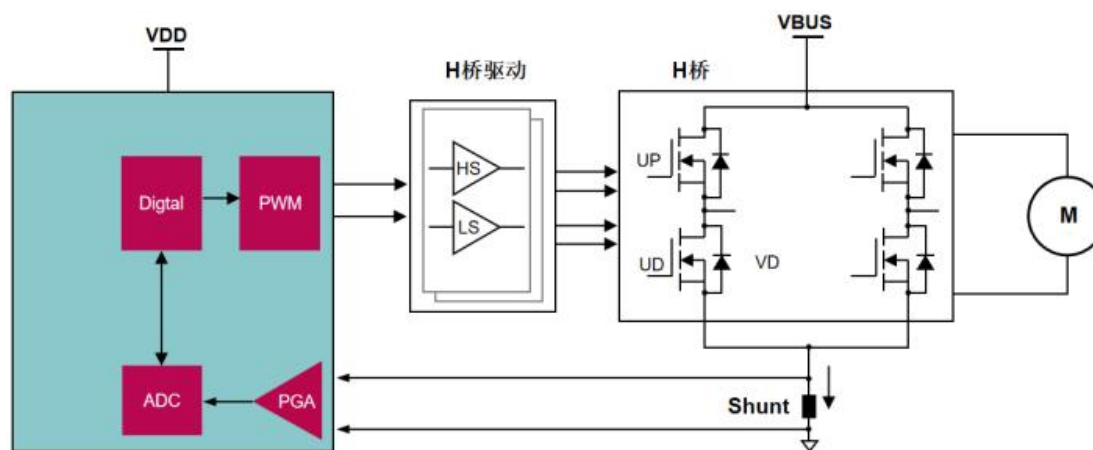 VDD
VBUS
H桥驱动
H桥
HS
LS
UP
UD
VD
M
Digtal
PWM
ADC
PGA
Shunt